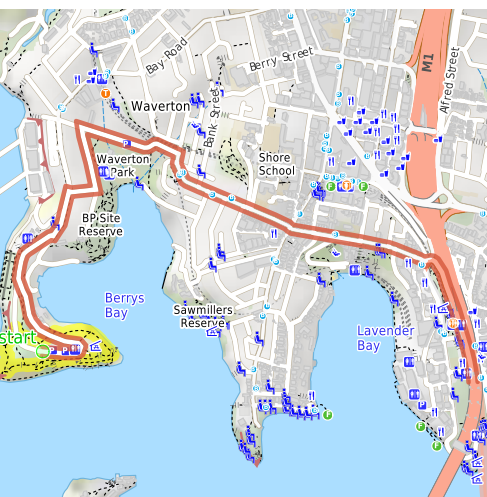 Bay-Road
Berry Street
M1
Alfred Street
Waverton
Bank Street
Waverton
Park
Shore
School
BP Site
Reserve
Berrys
Bay
Sawmillers
Reserve
Lavender
Bay
start